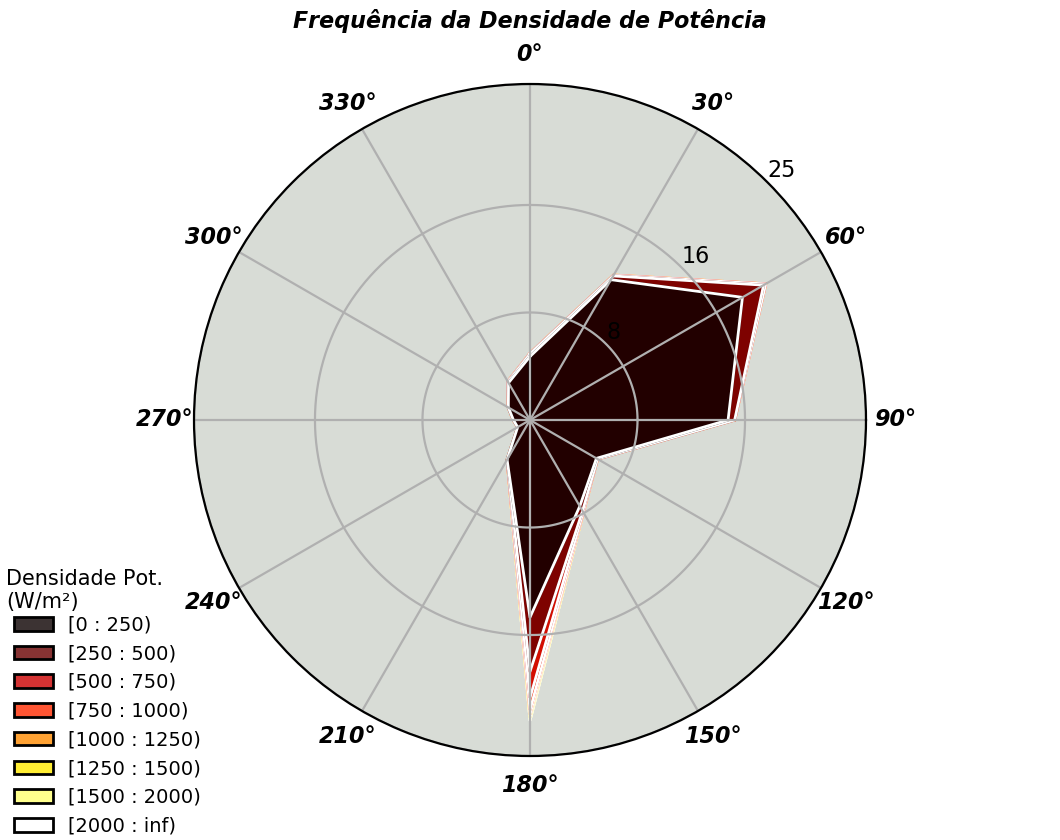 Frequência da Densidade de Potência
0°
330°
30°
25
300°
60°
16
8
270°
90°
240°
120°
210°
150°
180°
Densidade Pot.
(W/m²)
[0 : 250)
[250 : 500)
[500 : 750)
[750 : 1000)
[1000 : 1250)
[1250 : 1500)
[1500 : 2000)
[2000 : inf)